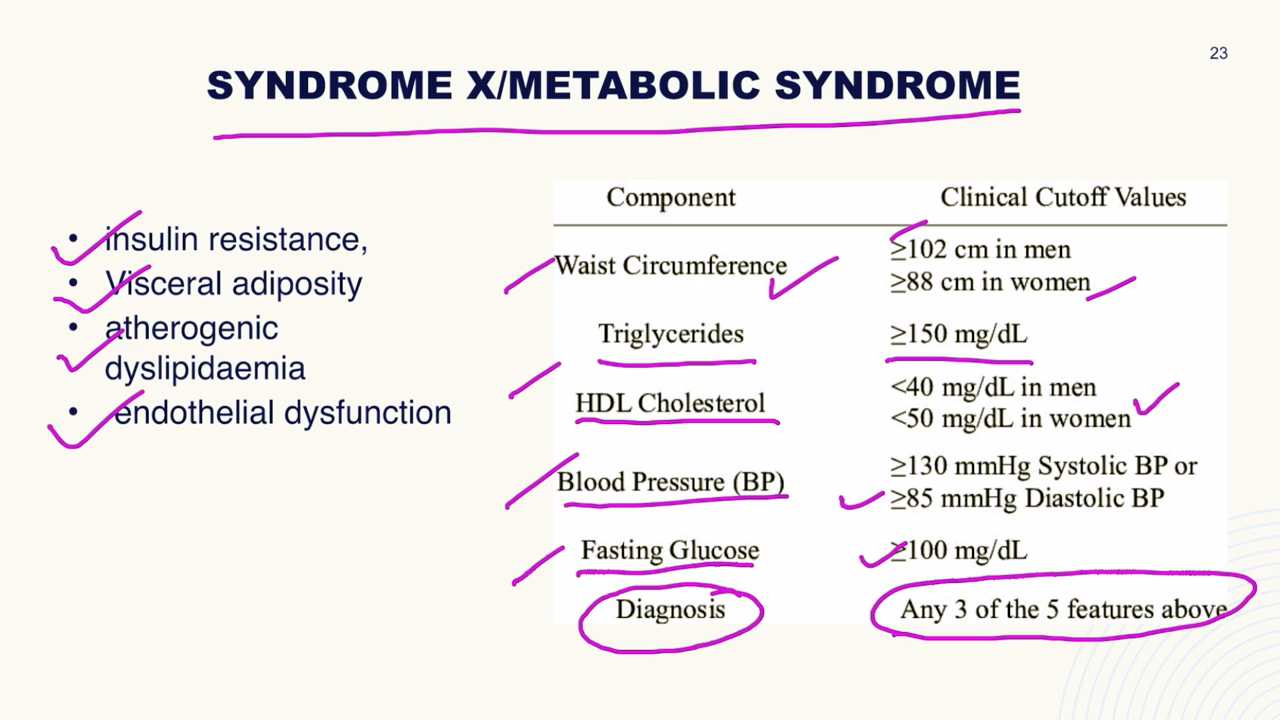 23
SYNDROME X/METABOLIC SYNDROME
• insulin resistance,
• Visceral adiposity
• atherogenic
dyslipidaemia
• endothelial dysfunction
Component Clinical Cutoff Values
Waist Circumference ≥102 cm in men
≥88 cm in women
Triglycerides ≥150 mg/dL
HDL Cholesterol <40 mg/dL in men
<50 mg/dL in women
Blood Pressure (BP) ≥130 mmHg Systolic BP or
≥85 mmHg Diastolic BP
Fasting Glucose ≥100 mg/dL
Diagnosis Any 3 of the 5 features above